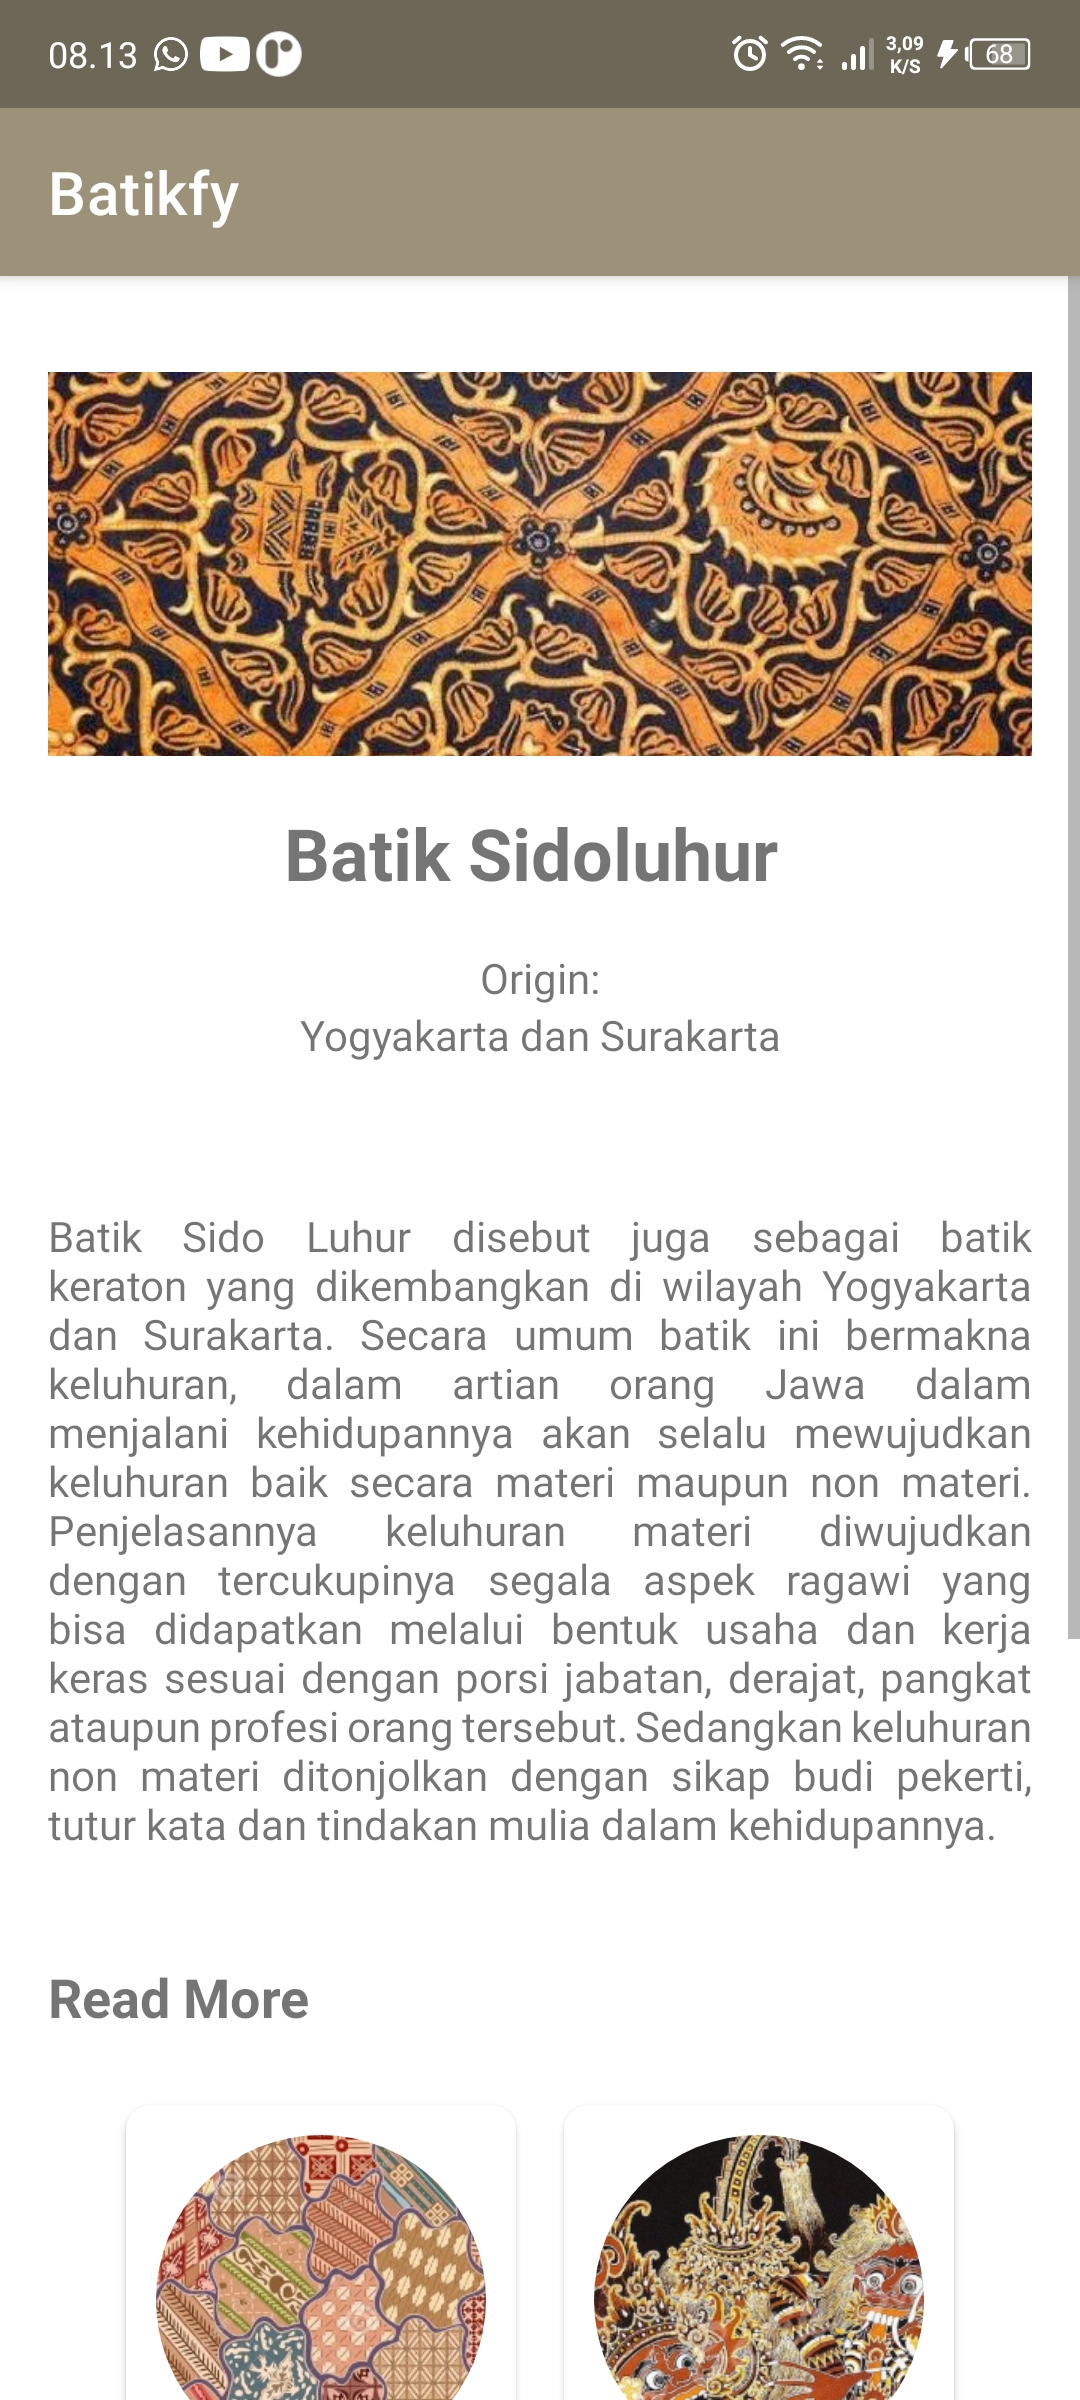 08.13
3,09
K/S
68
Batikfy
Batik Sidoluhur
Origin:
Yogyakarta dan Surakarta
Batik Sido Luhur disebut juga sebagai batik
keraton yang dikembangkan di wilayah Yogyakarta
dan Surakarta. Secara umum batik ini bermakna
keluhuran, dalam artian orang Jawa dalam
menjalani kehidupannya akan selalu mewujudkan
keluhuran baik secara materi maupun non materi.
Penjelasannya keluhuran materi diwujudkan
dengan tercukupinya segala aspek ragawi yang
bisa didapatkan melalui bentuk usaha dan kerja
keras sesuai dengan porsi jabatan, derajat, pangkat
ataupun profesi orang tersebut. Sedangkan keluhuran
non materi ditonjolkan dengan sikap budi pekerti,
tutur kata dan tindakan mulia dalam kehidupannya.
Read More